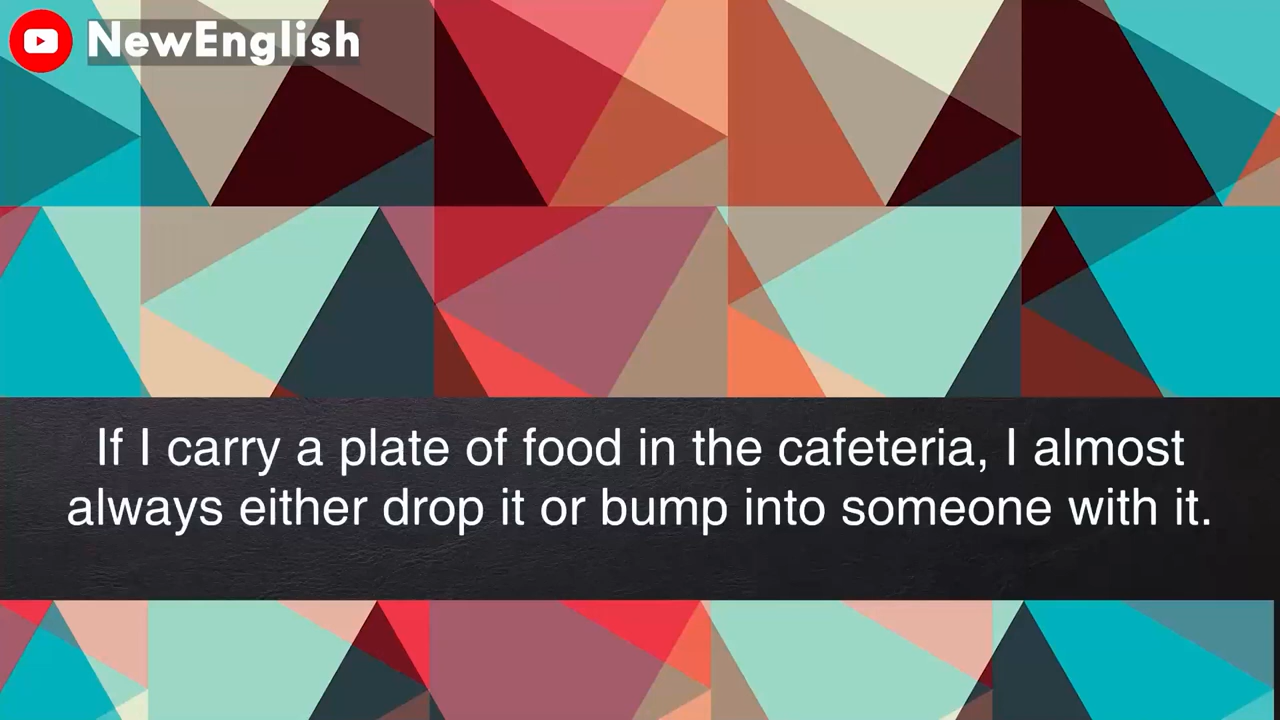 NewEnglish
If I carry a plate of food in the cafeteria, I almost
always either drop it or bump into someone with it.